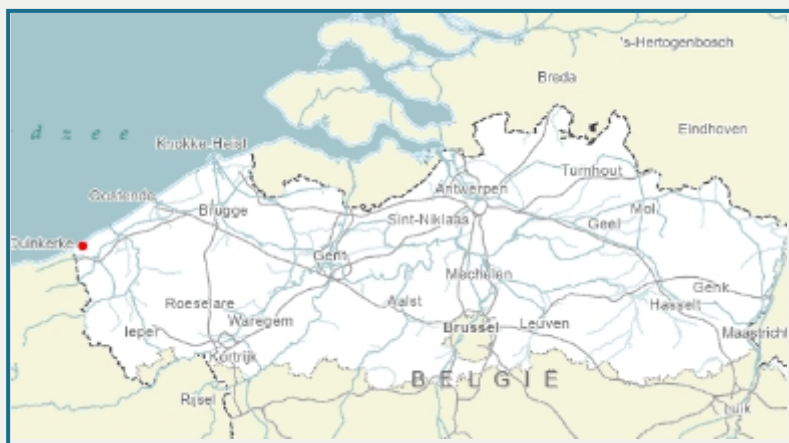 's-Hertogenbosch
Breda
Eindhoven
d z e e
Knokke-Heist
Turnhout
Antwerpen
Oostende
Mol
Brugge
Sint-Niklaas
Geel
Duinkerke
Gent
Mechelen
Genk
Roeselare
Aalst
Hasselt
Waregem
Brussel
Leuven
Ieper
Maastricht
Kortrijk
BELGIË
Rijsel
Luik